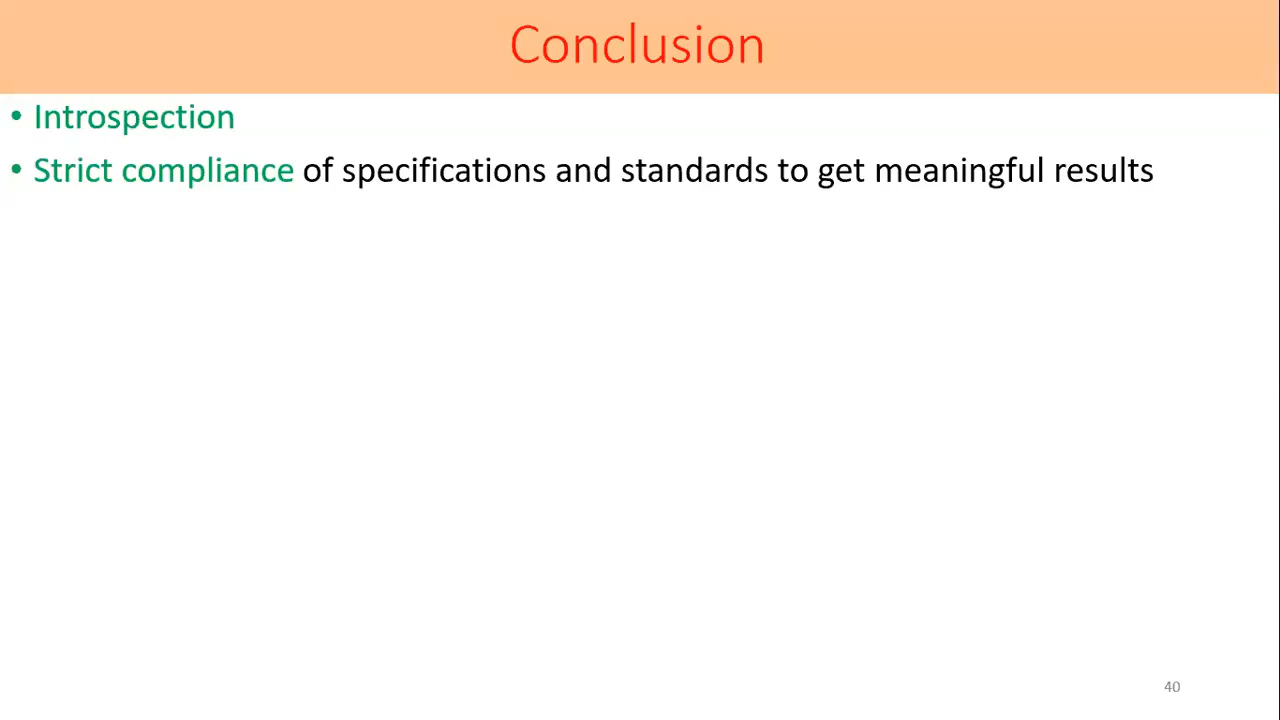 Conclusion
• Introspection
• Strict compliance of specifications and standards to get meaningful results
40